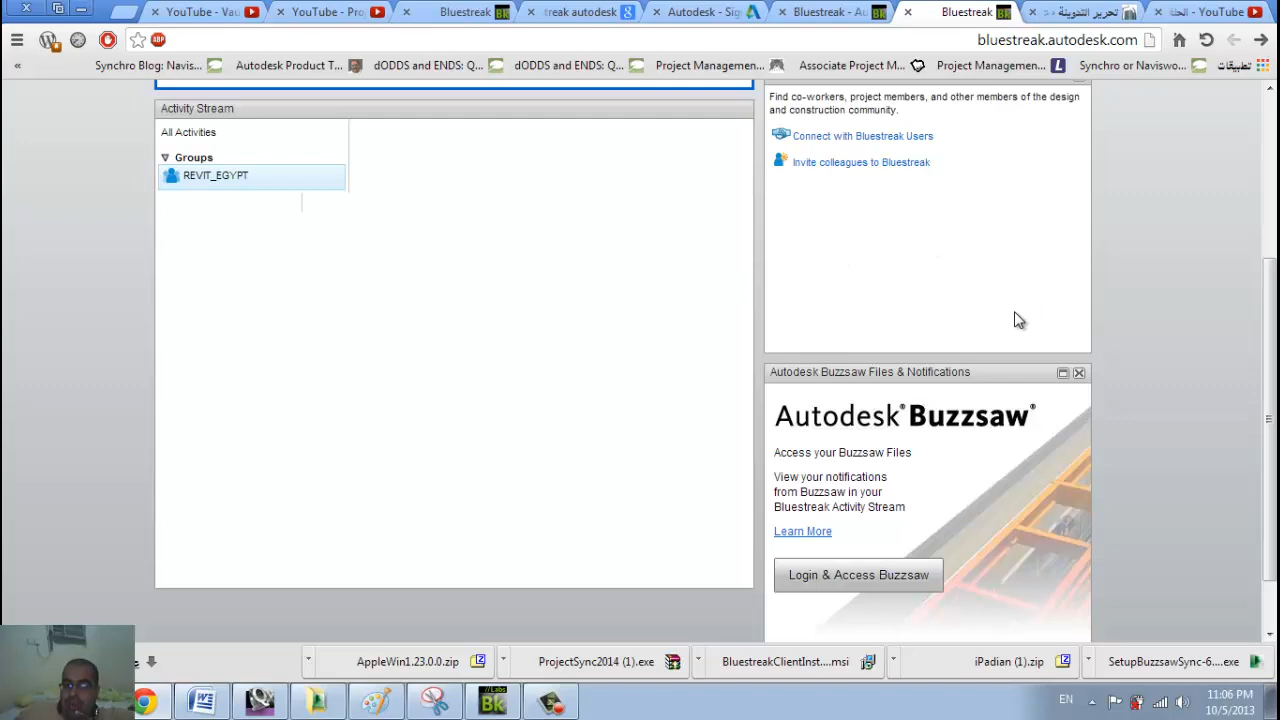 YouTube - Vau
YouTube - Pro
Bluestreak
treak autodesk
Autodesk - Sig
Bluestreak - Au
Bluestreak
تحرير التدوينة
YouTube - الحلة
bluestreak.autodesk.com
«
Synchro Blog: Navis...
Autodesk Product T...
dODDS and ENDS: Q...
dODDS and ENDS: Q...
Project Managemen...
Associate Project M...
Project Managemen...
Synchro or Naviswo...
تطبيقات
Activity Stream
All Activities
Groups
REVIT_EGYPT
Find co-workers, project members, and other members of the design
and construction community.
Connect with Bluestreak Users
Invite colleagues to Bluestreak
Autodesk Buzzsaw Files & Notifications
Autodesk® Buzzsaw®
Access your Buzzsaw Files
View your notifications
from Buzzsaw in your
Bluestreak Activity Stream
Learn More
Login & Access Buzzsaw
AppleWin1.23.0.0.zip
ProjectSync2014 (1).exe
BluestreakClientInst....msi
iPadian (1).zip
SetupBuzzsawSync-6....exe
//Labs
Bk
EN
11:06 PM
10/5/2013